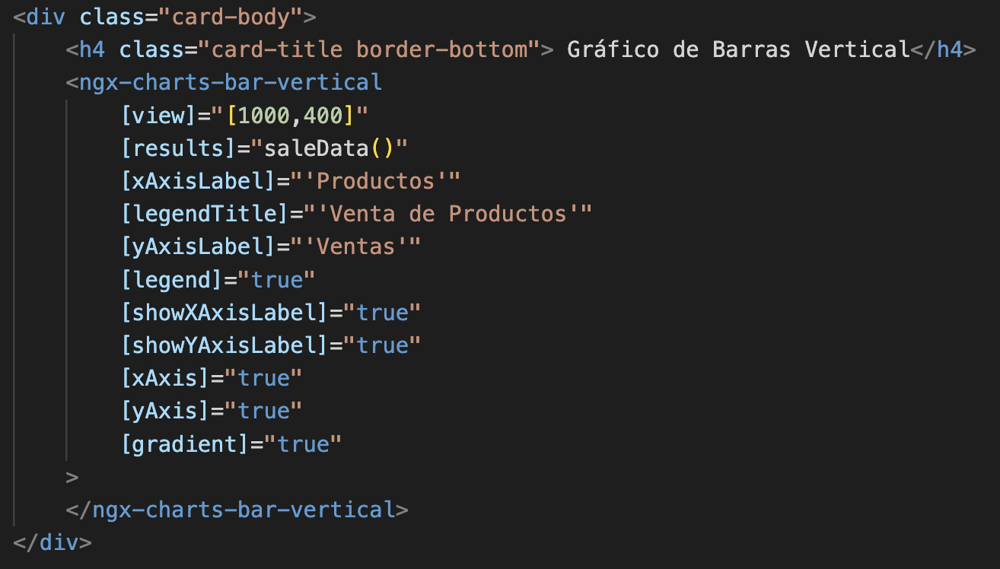 <div class="card-body">
<h4 class="card-title border-bottom"> Gráfico de Barras Vertical</h4>
<ngx-charts-bar-vertical
[view]="[1000,400]"
[results]="saleData()"
[xAxisLabel]="'Productos'"
[legendTitle]="'Venta de Productos'"
[yAxisLabel]="'Ventas'"
[legend]="true"
[showXAxisLabel]="true"
[showYAxisLabel]="true"
[xAxis]="true"
[yAxis]="true"
[gradient]="true"
>
</ngx-charts-bar-vertical>
</div>